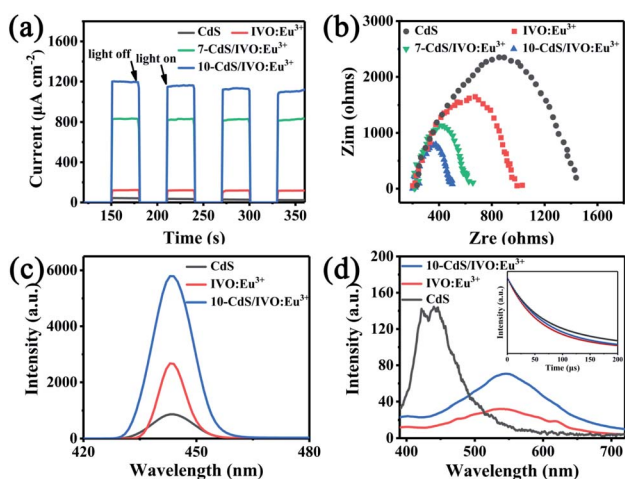 (a)
CdS IVO:Eu³⁺
7-CdS/IVO:Eu³⁺
10-CdS/IVO:Eu³⁺
light off light on
Current (μA cm⁻²)
1600
1200
800
400
0
150 200 250 300 350
Time (s)
(b)
CdS IVO:Eu³⁺
7-CdS/IVO:Eu³⁺ 10-CdS/IVO:Eu³⁺
Zim (ohms)
3000
2000
1000
0
400 800 1200 1600
Zre (ohms)
(c)
CdS
IVO:Eu³⁺
10-CdS/IVO:Eu³⁺
Intensity (a.u.)
6000
4000
2000
0
420 450 480
Wavelength (nm)
(d)
10-CdS/IVO:Eu³⁺
IVO:Eu³⁺
CdS
Intensity (a.u.)
200
160
120
80
40
0
400 500 600 700
Wavelength (nm)
Intensity (a.u.)
0 50 100 150 200
Time (μs)